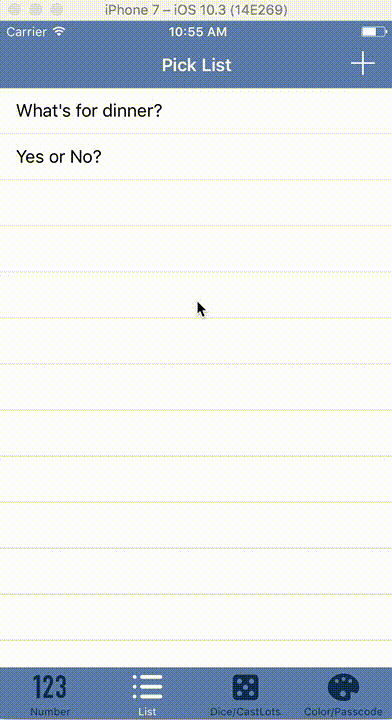 iPhone 7 – iOS 10.3 (14E269)
Carrier 10:55 AM
Pick List
What's for dinner?
Yes or No?
123
Number List Dice/CastLots Color/Passcode